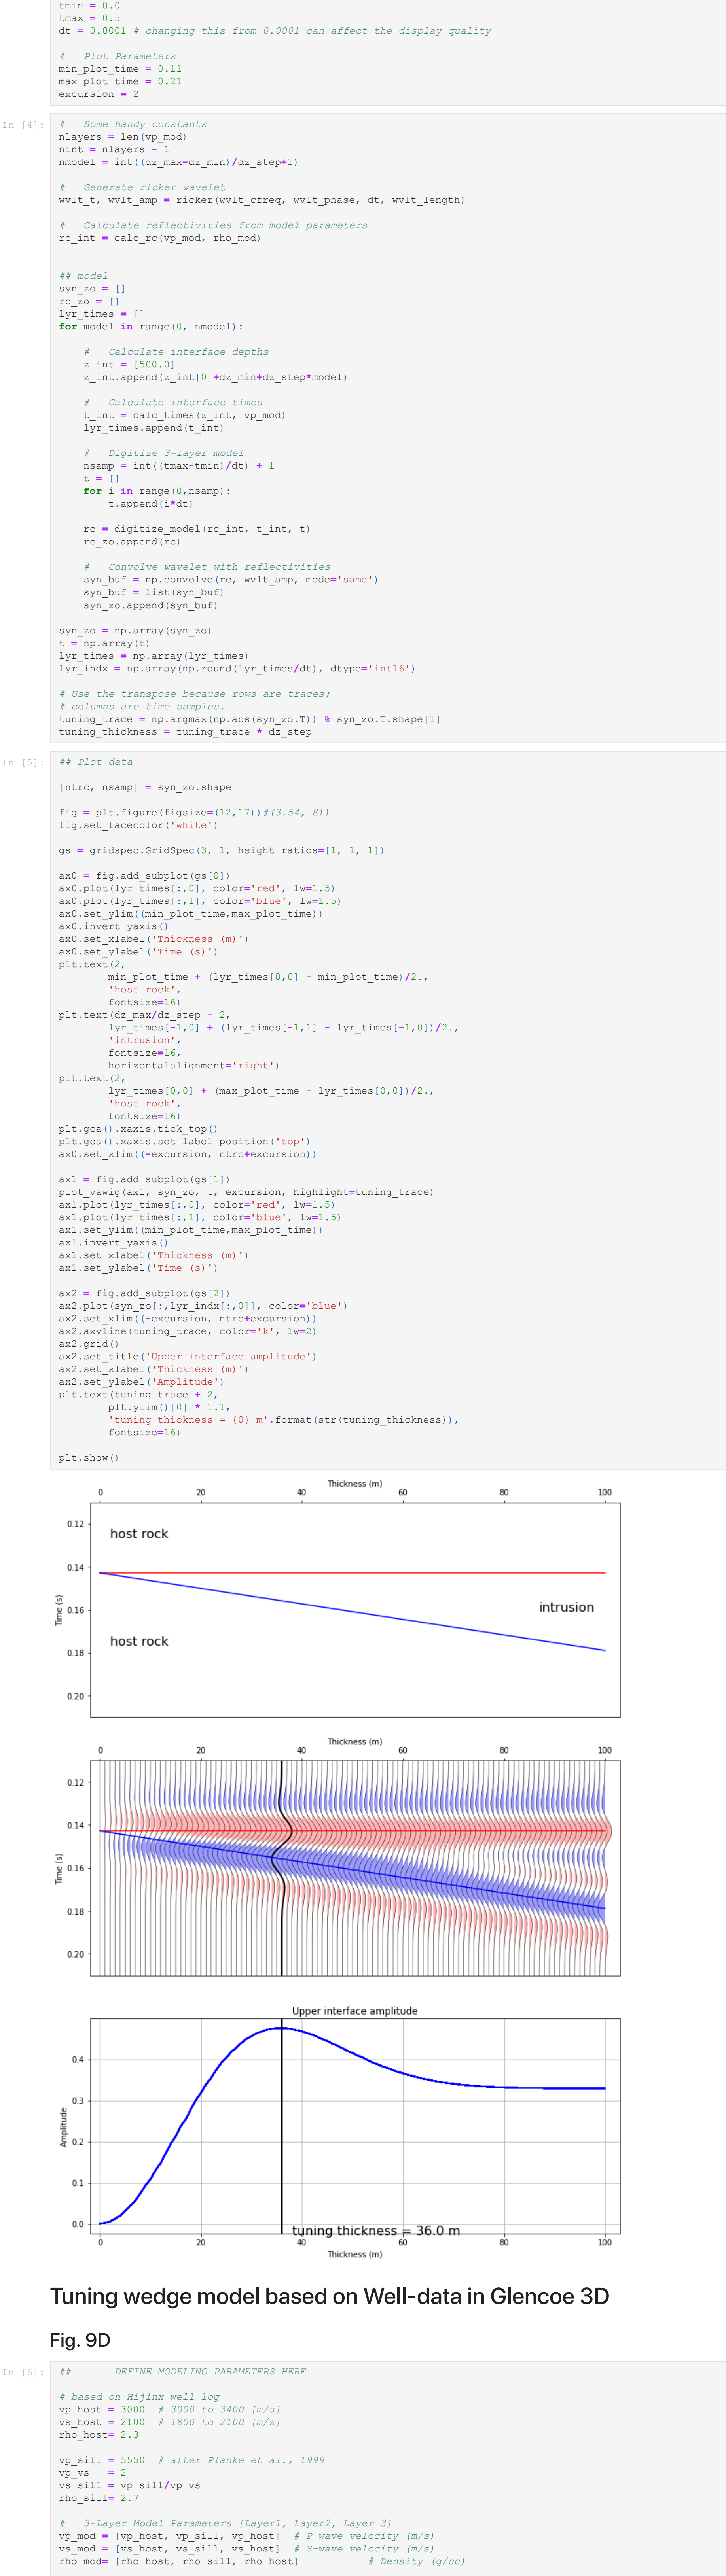 tmin = 0.0
tmax = 0.5
dt = 0.0001 # changing this from 0.0001 can affect the display quality

#   Plot Parameters
min_plot_time = 0.11
max_plot_time = 0.21
excursion = 2

In [4]:
#   Some handy constants
nlayers = len(vp_mod)
nint = nlayers - 1
nmodel = int((dz_max-dz_min)/dz_step+1)

#   Generate ricker wavelet
wvlt_t, wvlt_amp = ricker(wvlt_cfreq, wvlt_phase, dt, wvlt_length)

#   Calculate reflectivities from model parameters
rc_int = calc_rc(vp_mod, rho_mod)


## model
syn_zo = []
rc_zo = []
lyr_times = []
for model in range(0, nmodel):

    #   Calculate interface depths
    z_int = [500.0]
    z_int.append(z_int[0]+dz_min+dz_step*model)

    #   Calculate interface times
    t_int = calc_times(z_int, vp_mod)
    lyr_times.append(t_int)

    #   Digitize 3-layer model
    nsamp = int((tmax-tmin)/dt) + 1
    t = []
    for i in range(0,nsamp):
        t.append(i*dt)

    rc = digitize_model(rc_int, t_int, t)
    rc_zo.append(rc)

    #   Convolve wavelet with reflectivities
    syn_buf = np.convolve(rc, wvlt_amp, mode='same')
    syn_buf = list(syn_buf)
    syn_zo.append(syn_buf)

syn_zo = np.array(syn_zo)
t = np.array(t)
lyr_times = np.array(lyr_times)
lyr_indx = np.array(np.round(lyr_times/dt), dtype='int16')

# Use the transpose because rows are traces;
# columns are time samples.
tuning_trace = np.argmax(np.abs(syn_zo.T)) % syn_zo.T.shape[1]
tuning_thickness = tuning_trace * dz_step

In [5]:
## Plot data

[ntrc, nsamp] = syn_zo.shape

fig = plt.figure(figsize=(12,17))#(3.54, 8))
fig.set_facecolor('white')

gs = gridspec.GridSpec(3, 1, height_ratios=[1, 1, 1])

ax0 = fig.add_subplot(gs[0])
ax0.plot(lyr_times[:,0], color='red', lw=1.5)
ax0.plot(lyr_times[:,1], color='blue', lw=1.5)
ax0.set_ylim((min_plot_time,max_plot_time))
ax0.invert_yaxis()
ax0.set_xlabel('Thickness (m)')
ax0.set_ylabel('Time (s)')
plt.text(2,
        min_plot_time + (lyr_times[0,0] - min_plot_time)/2.,
        'host rock',
        fontsize=16)
plt.text(dz_max/dz_step - 2,
        lyr_times[-1,0] + (lyr_times[-1,1] - lyr_times[-1,0])/2.,
        'intrusion',
        fontsize=16,
        horizontalalignment='right')
plt.text(2,
        lyr_times[0,0] + (max_plot_time - lyr_times[0,0])/2.,
        'host rock',
        fontsize=16)
plt.gca().xaxis.tick_top()
plt.gca().xaxis.set_label_position('top')
ax0.set_xlim((-excursion, ntrc+excursion))

ax1 = fig.add_subplot(gs[1])
plot_vawig(ax1, syn_zo, t, excursion, highlight=tuning_trace)
ax1.plot(lyr_times[:,0], color='red', lw=1.5)
ax1.plot(lyr_times[:,1], color='blue', lw=1.5)
ax1.set_ylim((min_plot_time,max_plot_time))
ax1.invert_yaxis()
ax1.set_xlabel('Thickness (m)')
ax1.set_ylabel('Time (s)')

ax2 = fig.add_subplot(gs[2])
ax2.plot(syn_zo[:,lyr_indx[:,0]], color='blue')
ax2.set_xlim((-excursion, ntrc+excursion))
ax2.axvline(tuning_trace, color='k', lw=2)
ax2.grid()
ax2.set_title('Upper interface amplitude')
ax2.set_xlabel('Thickness (m)')
ax2.set_ylabel('Amplitude')
plt.text(tuning_trace + 2,
        plt.ylim()[0] * 1.1,
        'tuning thickness = {0} m'.format(str(tuning_thickness)),
        fontsize=16)

plt.show()

Thickness (m)
0 20 40 60 80 100
0.12
host rock
0.14
Time (s)
0.16
intrusion
host rock
0.18
0.20
Thickness (m)
0 20 40 60 80 100
0.12
0.14
Time (s)
0.16
0.18
0.20
Upper interface amplitude
0.4
0.3
Amplitude
0.2
0.1
0.0
tuning thickness = 36.0 m
0 20 40 60 80 100
Thickness (m)

Tuning wedge model based on Well-data in Glencoe 3D
Fig. 9D

In [6]:
##       DEFINE MODELING PARAMETERS HERE

# based on Hijinx well log
vp_host = 3000  # 3000 to 3400 [m/s]
vs_host = 2100  # 1800 to 2100 [m/s]
rho_host= 2.3

vp_sill = 5550  # after Planke et al., 1999
vp_vs   = 2
vs_sill = vp_sill/vp_vs
rho_sill= 2.7

#   3-Layer Model Parameters [Layer1, Layer2, Layer 3]
vp_mod = [vp_host, vp_sill, vp_host]  # P-wave velocity (m/s)
vs_mod = [vs_host, vs_sill, vs_host]  # S-wave velocity (m/s)
rho_mod= [rho_host, rho_sill, rho_host]           # Density (g/cc)